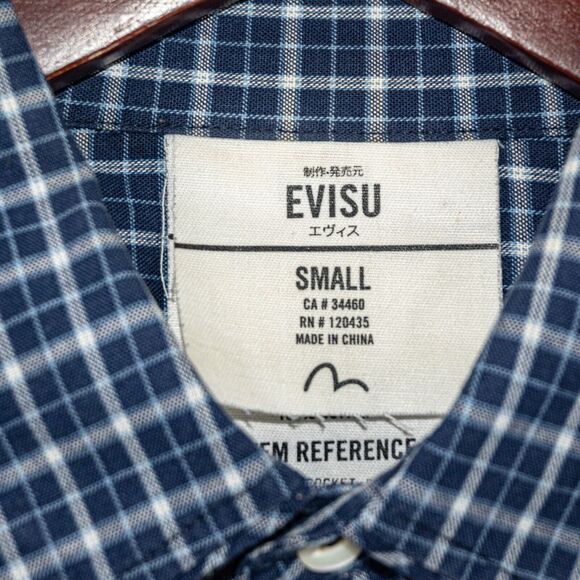 制作・発売元
EVISU
エヴィス
SMALL
CA # 34460
RN # 120435
MADE IN CHINA
EM REFERENCE
OCKET